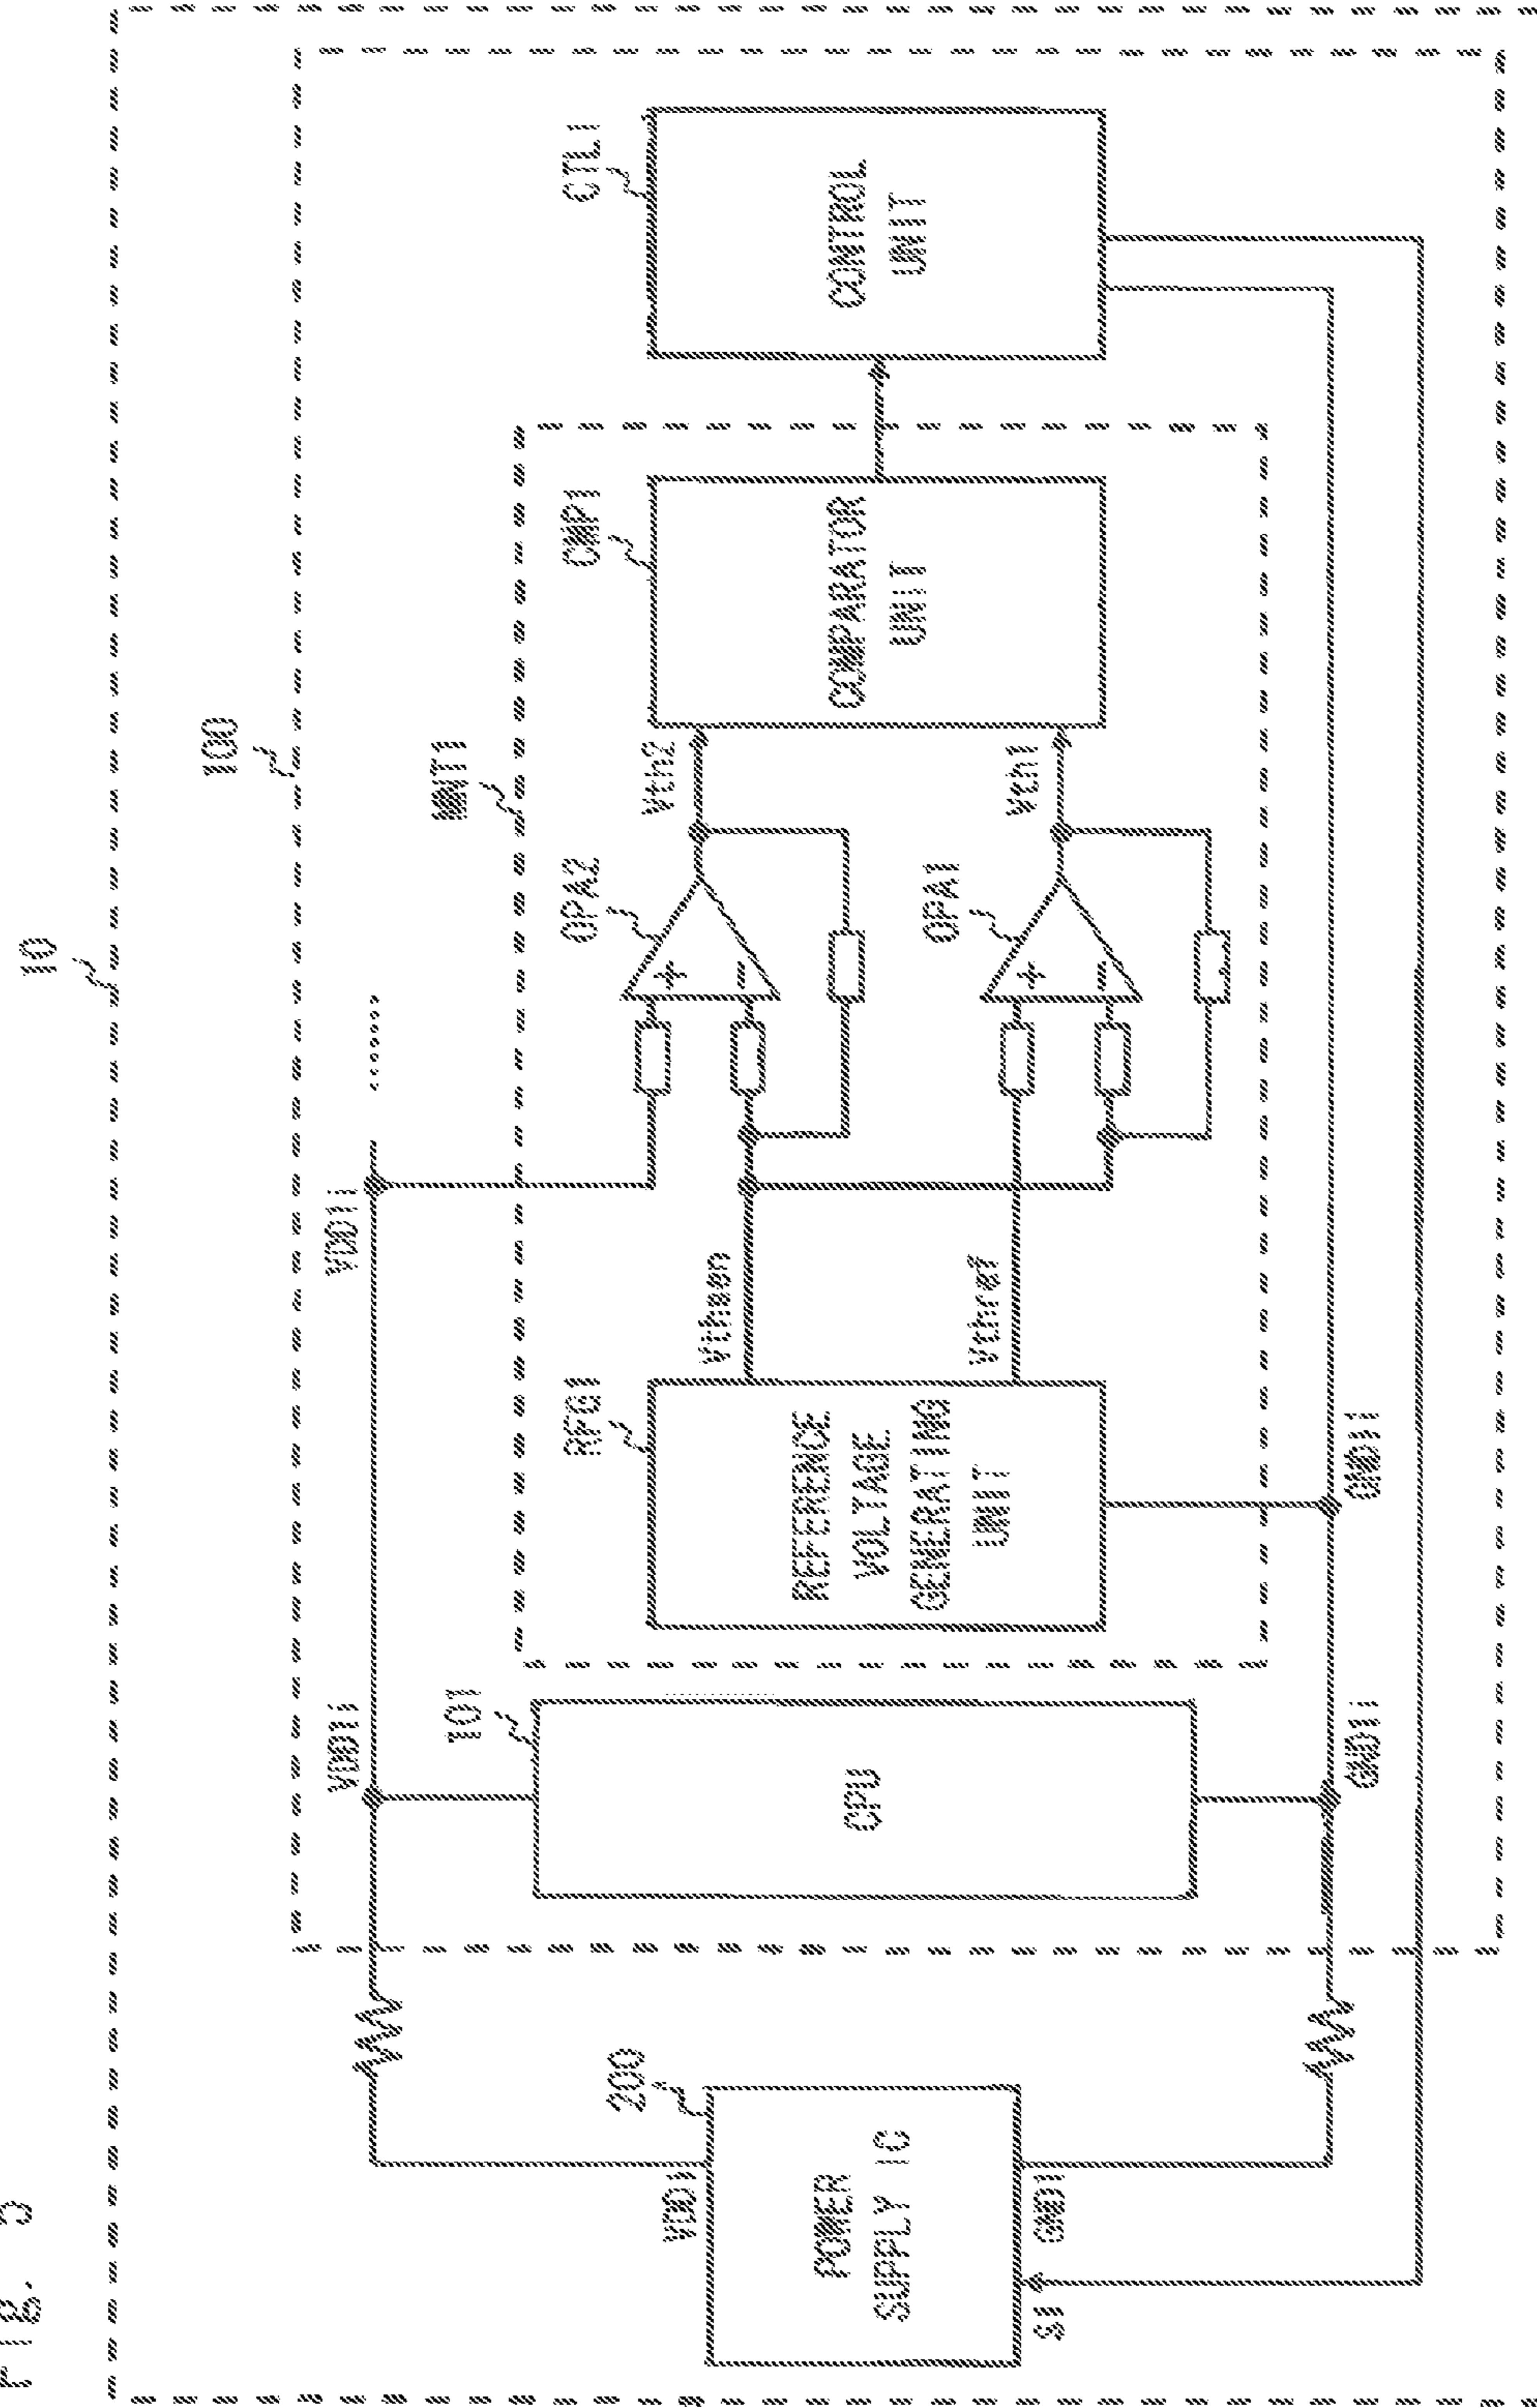 Fig. 5
10
100
VDD1i
VDD1i
MNT1
101
RFG1
OPA2
CMP1
CTL1
200
Vth2
VDD1
Vthsen
POWER
SUPPLY IC
CPU
REFERENCE
VOLTAGE
GENERATING
UNIT
+
−
COMPARATOR
UNIT
CONTROL
UNIT
OPA1
Vthref
Vth1
+
−
S1
GND1
GND1i
GND1i